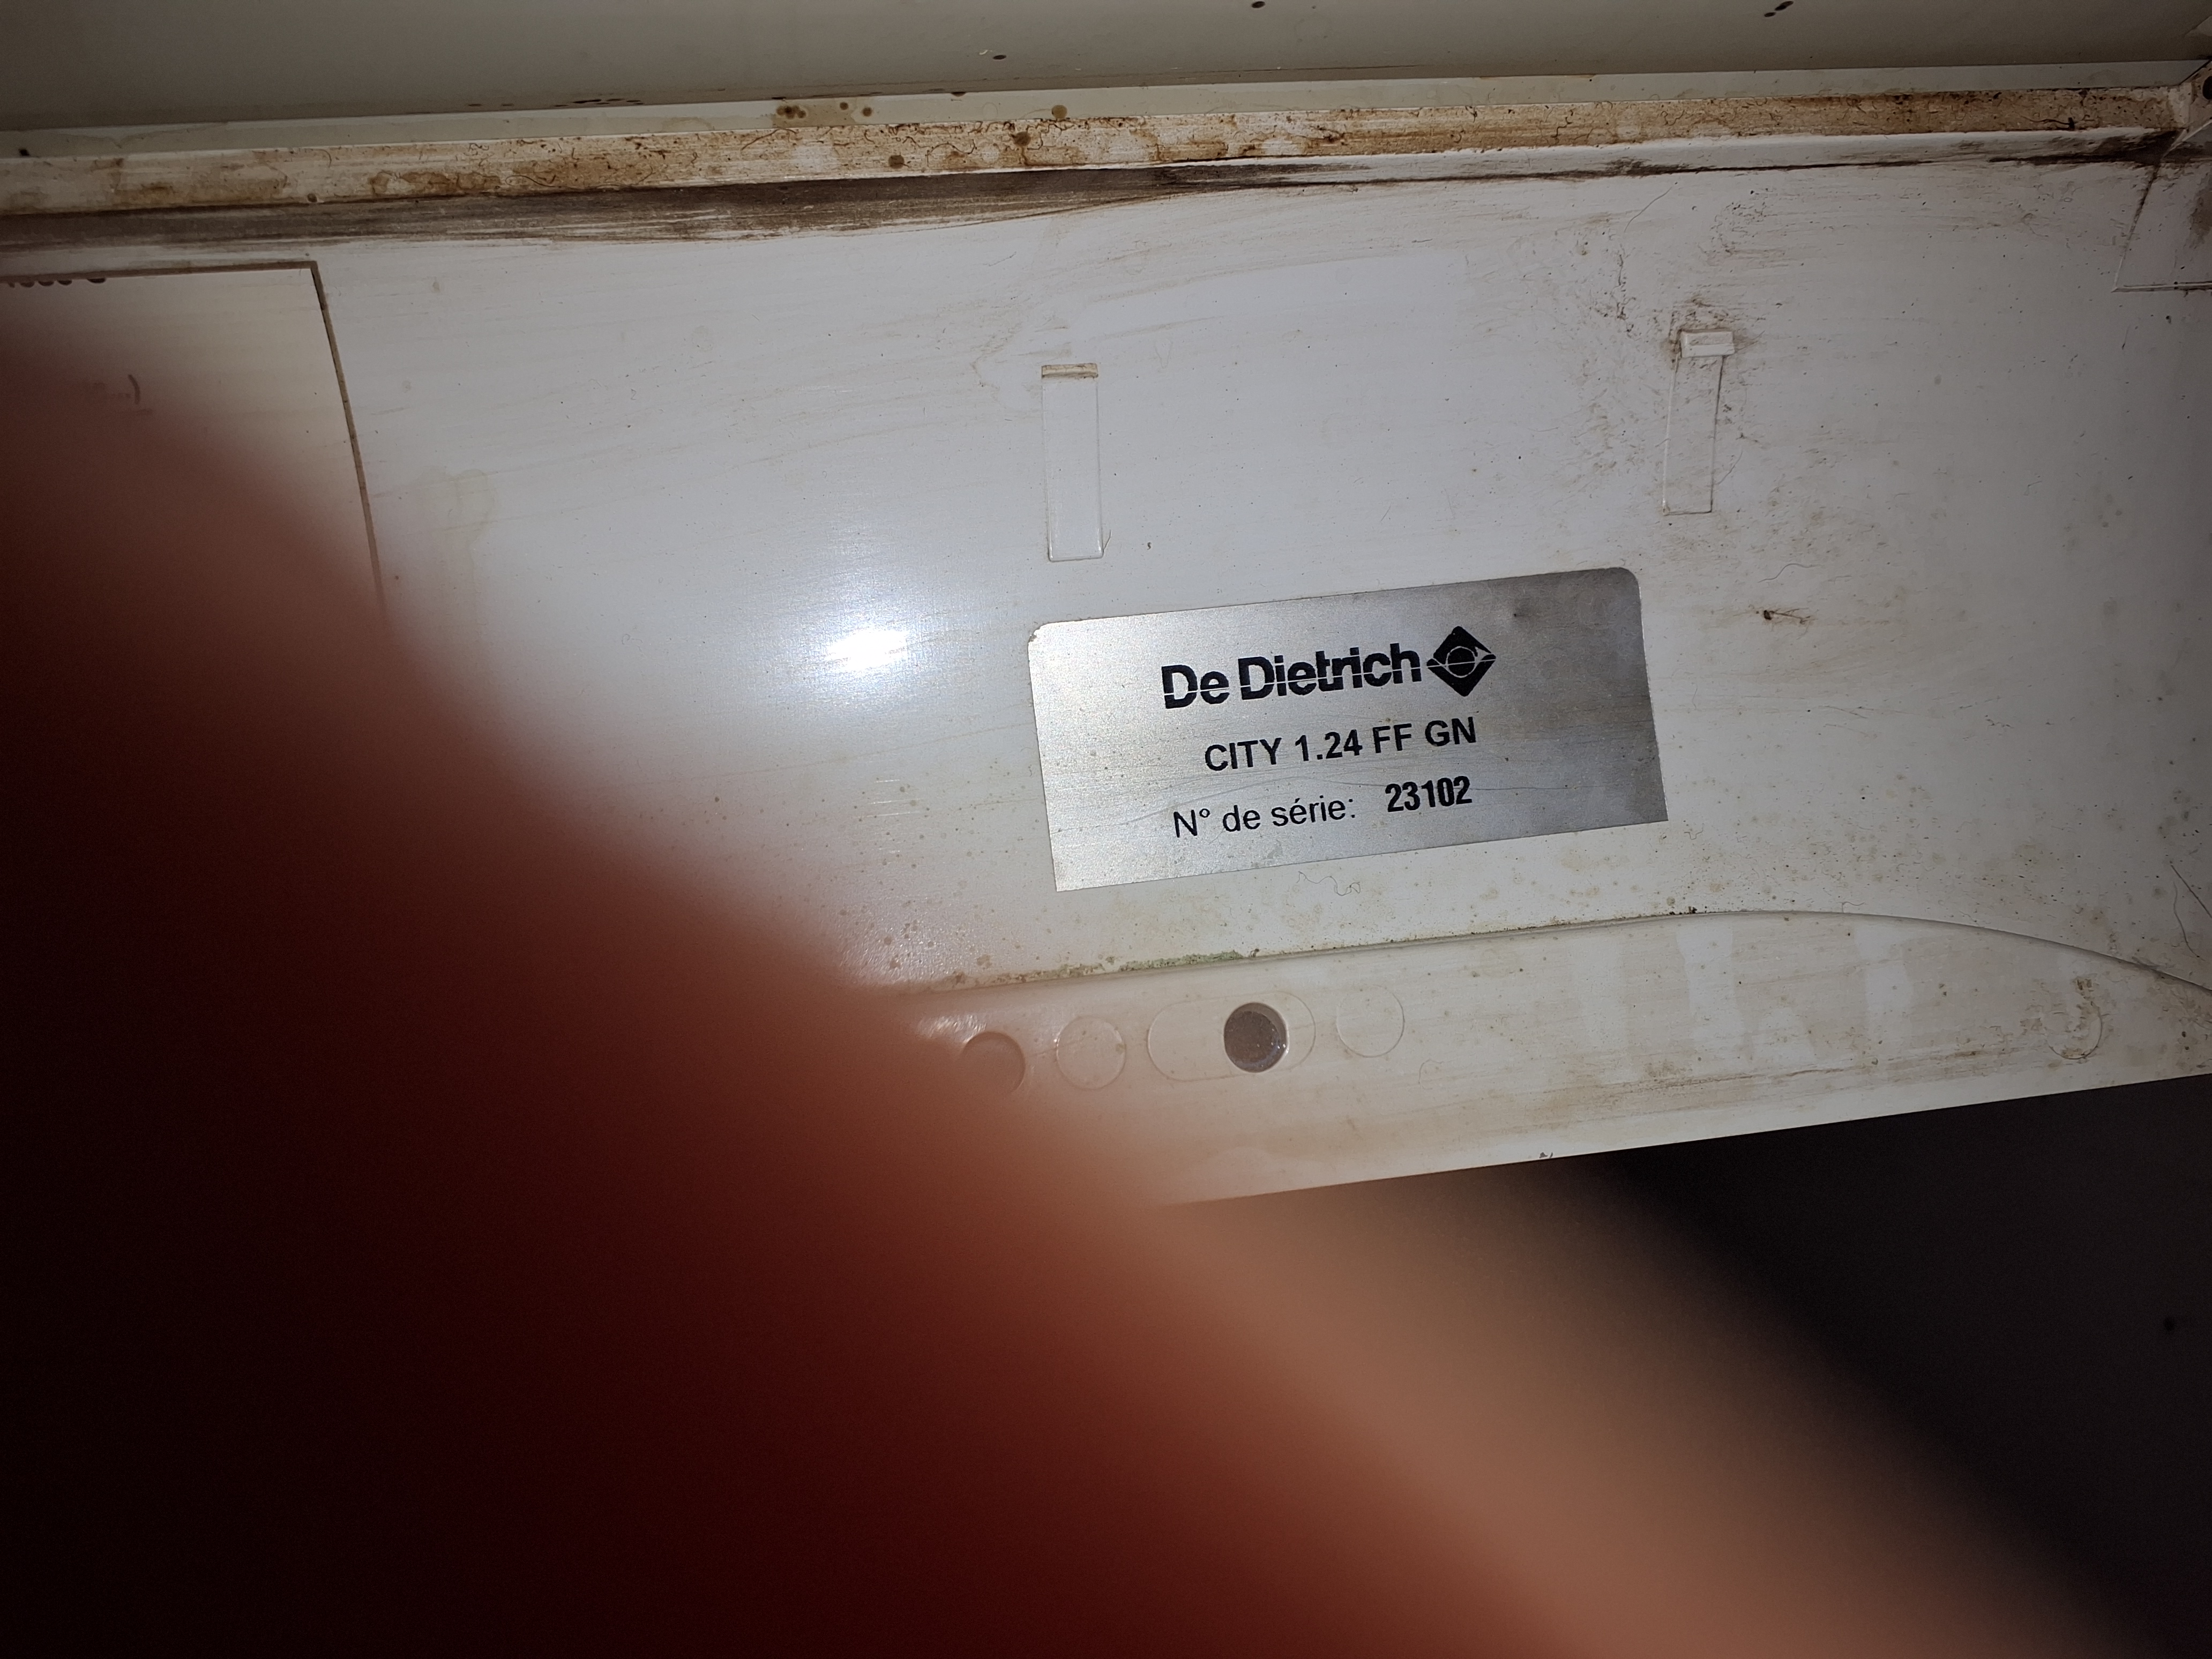 De Dietrich
CITY 1.24 FF GN
N° de série: 23102